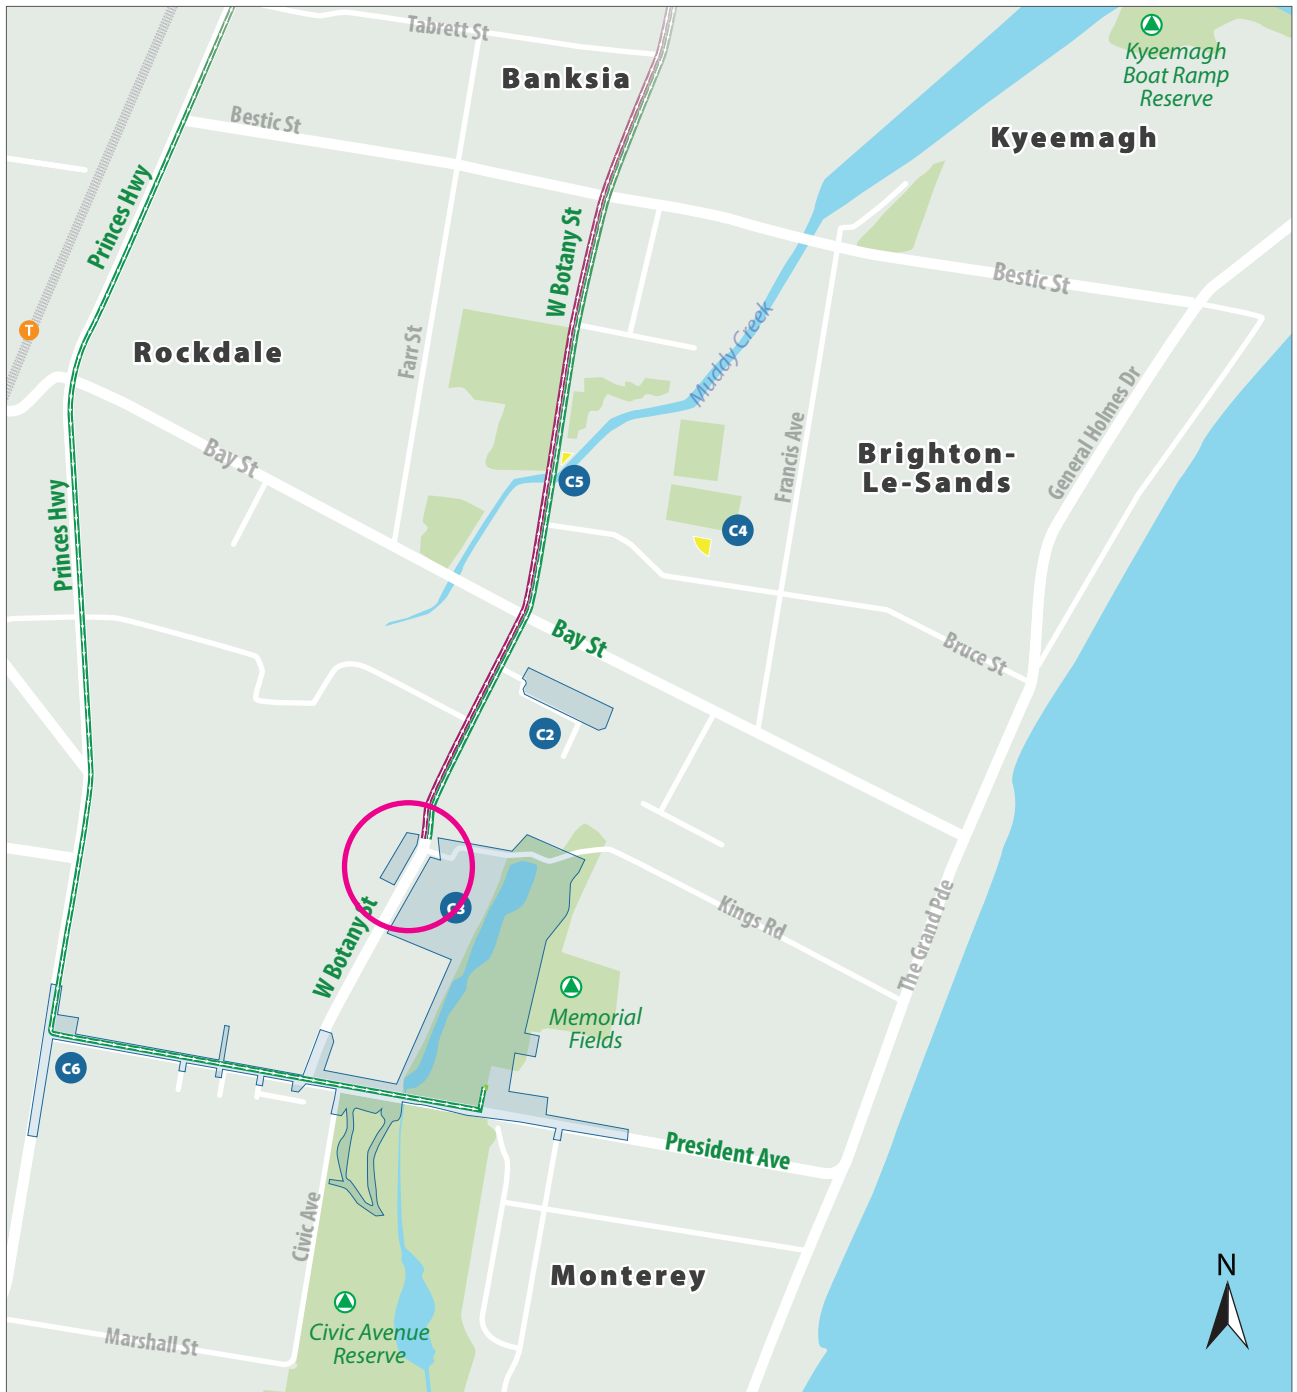 Tabrett St
Banksia
Kyeemagh
Boat Ramp
Reserve
Bestic St
Kyeemagh
Princes Hwy
W Botany St
Bestic St
T
Rockdale
Farr St
Muddy Creek
General Holmes Dr
Bay St
Francis Ave
Brighton-
Le-Sands
C5
Princes Hwy
C4
Bay St
Bruce St
C2
C3
Kings Rd
The Grand Pde
W Botany St
Memorial
Fields
C6
President Ave
Civic Ave
Monterey
N
Civic Avenue
Reserve
Marshall St